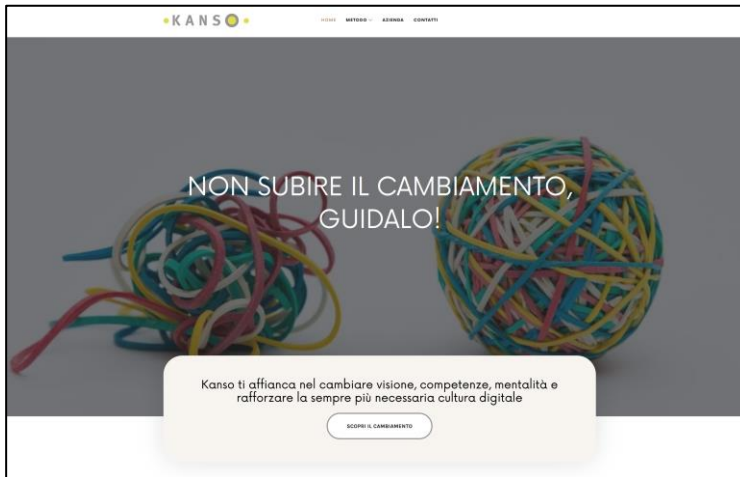 KANSO
HOME METODO AZIENDA CONTATTI
NON SUBIRE IL CAMBIAMENTO,
GUIDALO!
Kanso ti affianca nel cambiare visione, competenze, mentalità e
rafforzare la sempre più necessaria cultura digitale
SCOPRI IL CAMBIAMENTO